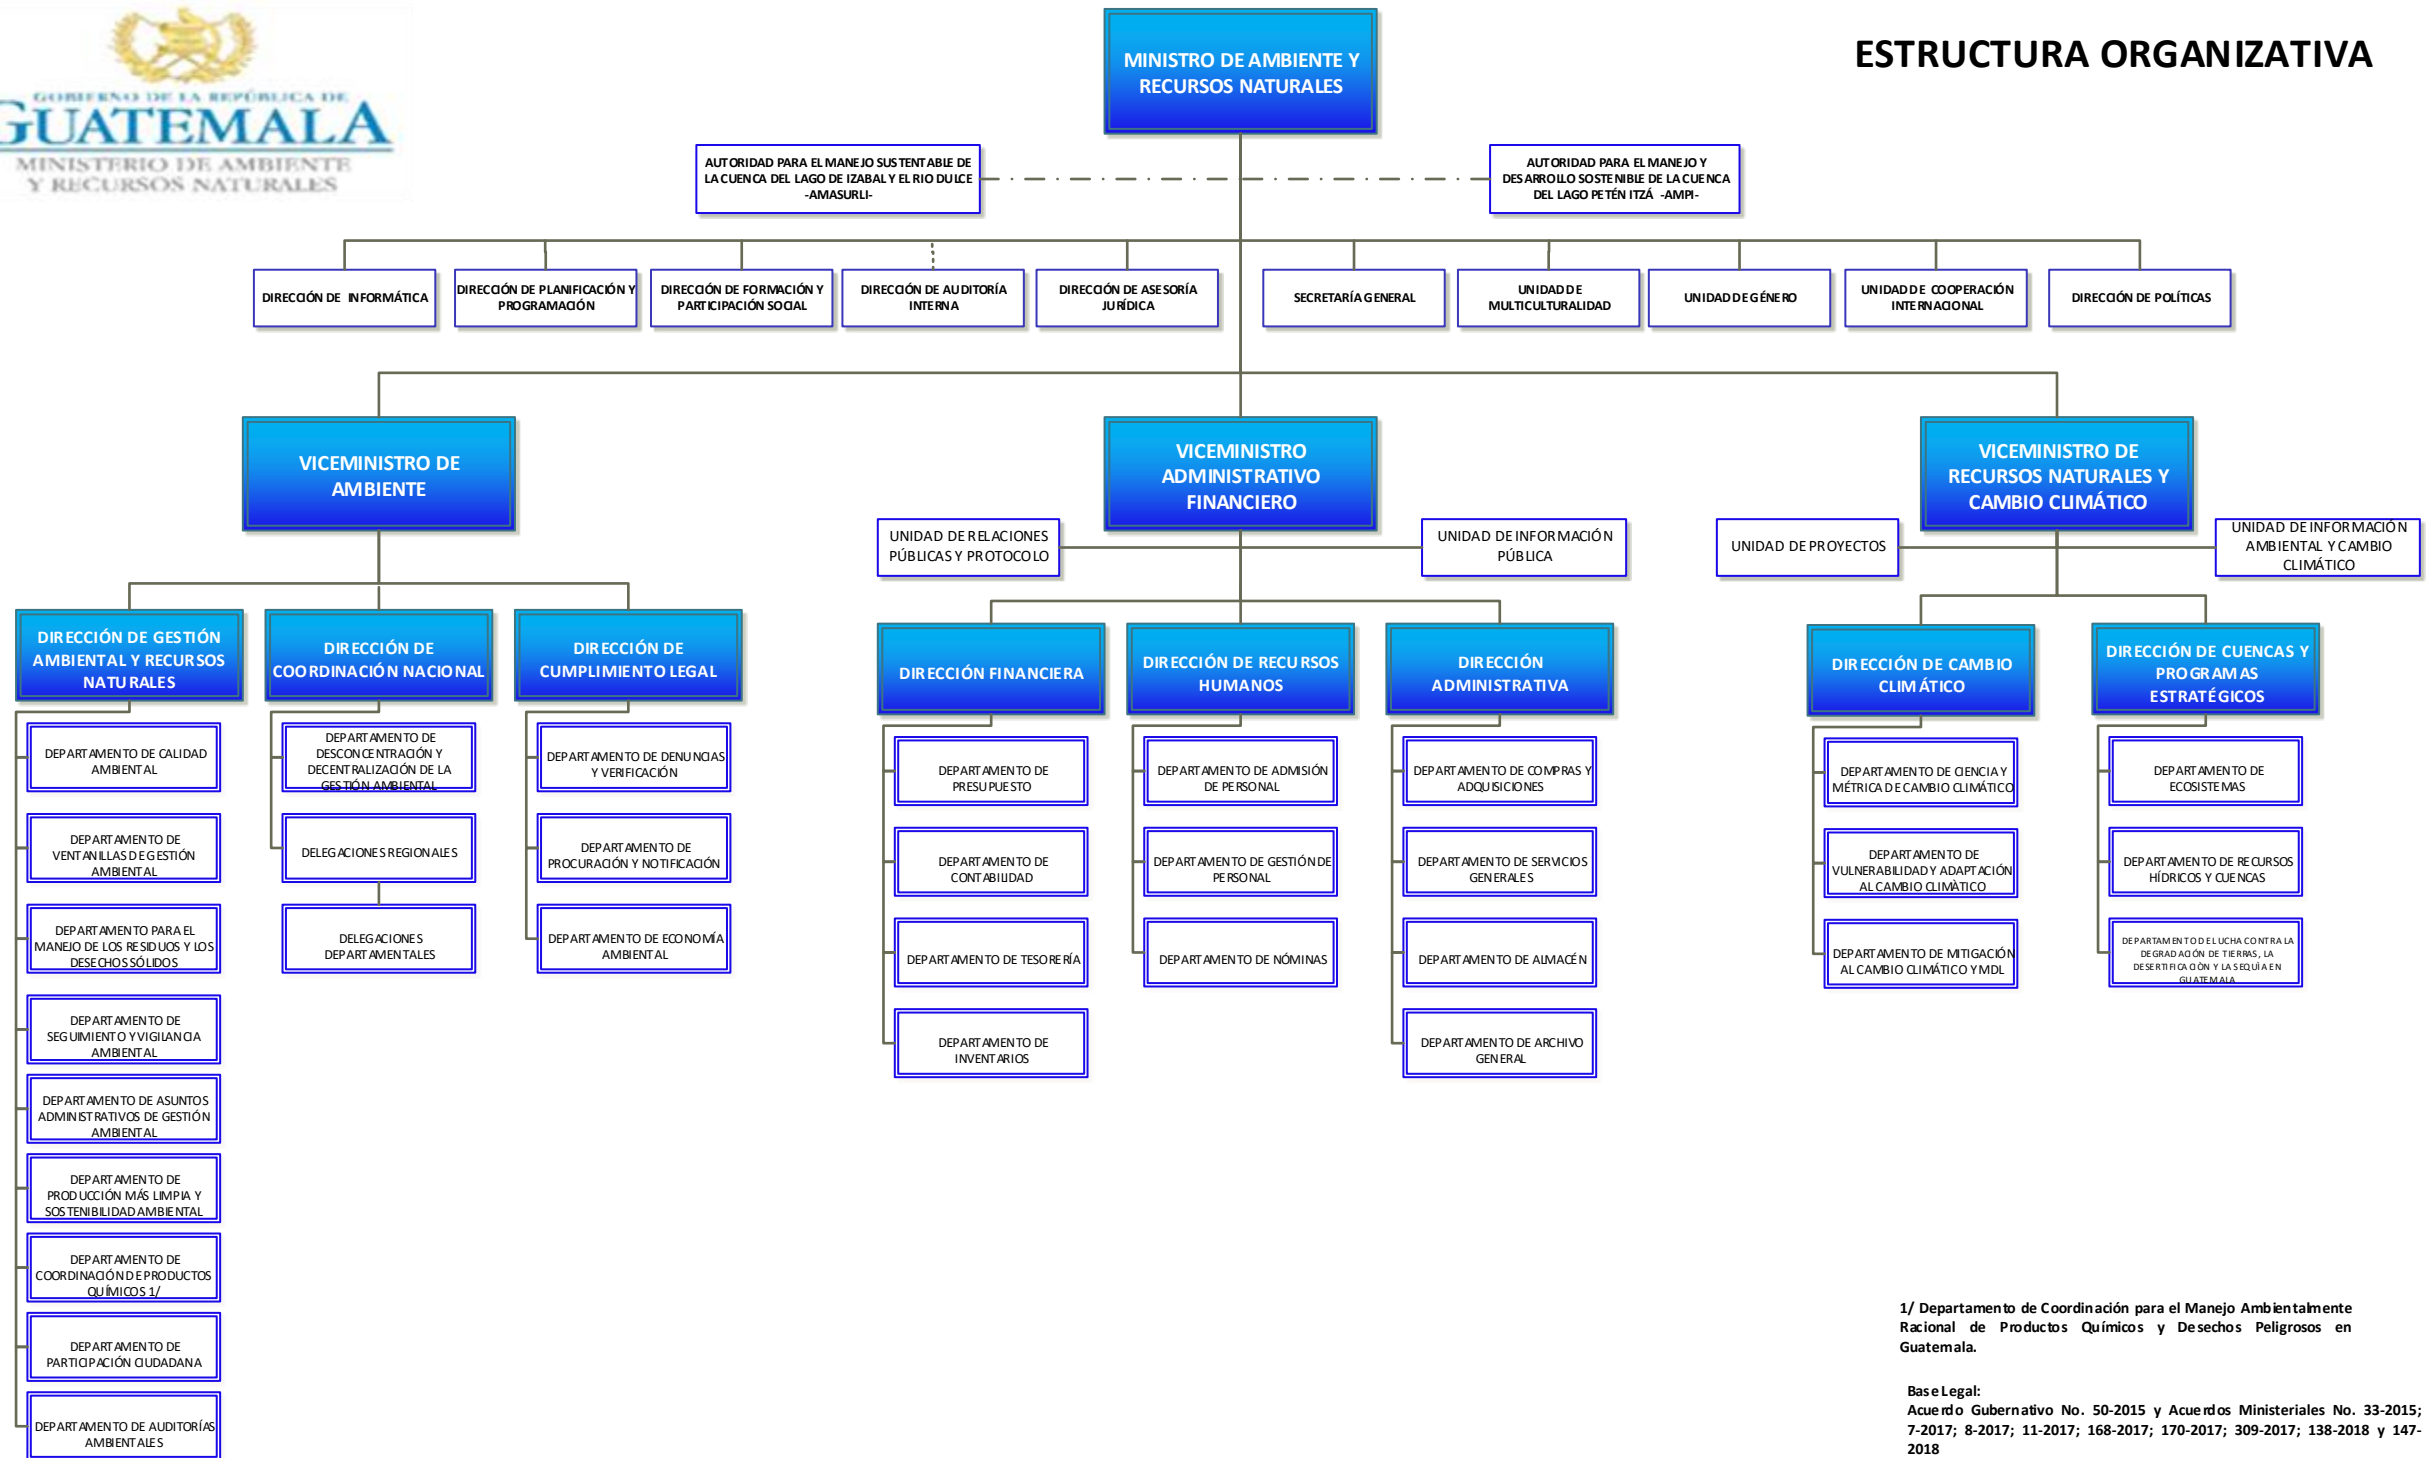 GOBIERNO DE LA REPÚBLICA DE
GUATEMALA
MINISTERIO DE AMBIENTE
Y RECURSOS NATURALES
ESTRUCTURA ORGANIZATIVA
MINISTRO DE AMBIENTE Y
RECURSOS NATURALES
AUTORIDAD PARA EL MANEJO SUSTENTABLE DE
LA CUENCA DEL LAGO DE IZABAL Y EL RIO DULCE
-AMASURLI-
AUTORIDAD PARA EL MANEJO Y
DESARROLLO SOSTENIBLE DE LA CUENCA
DEL LAGO PETÉN ITZÁ -AMPI-
DIRECCIÓN DE INFORMÁTICA
DIRECCIÓN DE PLANIFICACIÓN Y
PROGRAMACIÓN
DIRECCIÓN DE FORMACIÓN Y
PARTICIPACIÓN SOCIAL
DIRECCIÓN DE AUDITORÍA
INTERNA
DIRECCIÓN DE ASESORÍA
JURÍDICA
SECRETARÍA GENERAL
UNIDAD DE
MULTICULTURALIDAD
UNIDAD DE GÉNERO
UNIDAD DE COOPERACIÓN
INTERNACIONAL
DIRECCIÓN DE POLÍTICAS
VICEMINISTRO DE
AMBIENTE
VICEMINISTRO
ADMINISTRATIVO
FINANCIERO
VICEMINISTRO DE
RECURSOS NATURALES Y
CAMBIO CLIMÁTICO
UNIDAD DE RELACIONES
PÚBLICAS Y PROTOCOLO
UNIDAD DE INFORMACIÓN
PÚBLICA
UNIDAD DE PROYECTOS
UNIDAD DE INFORMACIÓN
AMBIENTAL Y CAMBIO
CLIMÁTICO
DIRECCIÓN DE GESTIÓN
AMBIENTAL Y RECURSOS
NATURALES
DIRECCIÓN DE
COORDINACIÓN NACIONAL
DIRECCIÓN DE
CUMPLIMIENTO LEGAL
DIRECCIÓN FINANCIERA
DIRECCIÓN DE RECURSOS
HUMANOS
DIRECCIÓN
ADMINISTRATIVA
DIRECCIÓN DE CAMBIO
CLIMÁTICO
DIRECCIÓN DE CUENCAS Y
PROGRAMAS
ESTRATÉGICOS
DEPARTAMENTO DE CALIDAD
AMBIENTAL
DEPARTAMENTO DE
VENTANILLAS DE GESTIÓN
AMBIENTAL
DEPARTAMENTO PARA EL
MANEJO DE LOS RESIDUOS Y LOS
DESECHOS SÓLIDOS
DEPARTAMENTO DE
SEGUIMIENTO Y VIGILANCIA
AMBIENTAL
DEPARTAMENTO DE ASUNTOS
ADMINISTRATIVOS DE GESTIÓN
AMBIENTAL
DEPARTAMENTO DE
PRODUCCIÓN MÁS LIMPIA Y
SOSTENIBILIDAD AMBIENTAL
DEPARTAMENTO DE
COORDINACIÓN DE PRODUCTOS
QUÍMICOS 1/
DEPARTAMENTO DE
PARTICIPACIÓN CIUDADANA
DEPARTAMENTO DE AUDITORÍAS
AMBIENTALES
DEPARTAMENTO DE
DESCONCENTRACIÓN Y
DECENTRALIZACIÓN DE LA
GESTIÓN AMBIENTAL
DELEGACIONES REGIONALES
DELEGACIONES
DEPARTAMENTALES
DEPARTAMENTO DE DENUNCIAS
Y VERIFICACIÓN
DEPARTAMENTO DE
PROCURACIÓN Y NOTIFICACIÓN
DEPARTAMENTO DE ECONOMÍA
AMBIENTAL
DEPARTAMENTO DE
PRESUPUESTO
DEPARTAMENTO DE
CONTABILIDAD
DEPARTAMENTO DE TESORERÍA
DEPARTAMENTO DE
INVENTARIOS
DEPARTAMENTO DE ADMISIÓN
DE PERSONAL
DEPARTAMENTO DE GESTIÓN DE
PERSONAL
DEPARTAMENTO DE NÓMINAS
DEPARTAMENTO DE COMPRAS Y
ADQUISICIONES
DEPARTAMENTO DE SERVICIOS
GENERALES
DEPARTAMENTO DE ALMACÉN
DEPARTAMENTO DE ARCHIVO
GENERAL
DEPARTAMENTO DE CIENCIA Y
MÉTRICA DE CAMBIO CLIMÁTICO
DEPARTAMENTO DE
VULNERABILIDAD Y ADAPTACIÓN
AL CAMBIO CLIMÀTICO
DEPARTAMENTO DE MITIGACIÓN
AL CAMBIO CLIMÁTICO Y MDL
DEPARTAMENTO DE
ECOSISTEMAS
DEPARTAMENTO DE RECURSOS
HÍDRICOS Y CUENCAS
DEPARTAMENTO DE LUCHA CONTRA LA
DEGRADACIÓN DE TIERRAS, LA
DESERTIFICACIÒN Y LA SEQUÌA EN
GUATEMALA
1/ Departamento de Coordinación para el Manejo Ambientalmente
Racional de Productos Químicos y Desechos Peligrosos en
Guatemala.
Base Legal:
Acuerdo Gubernativo No. 50-2015 y Acuerdos Ministeriales No. 33-2015;
7-2017; 8-2017; 11-2017; 168-2017; 170-2017; 309-2017; 138-2018 y 147-
2018